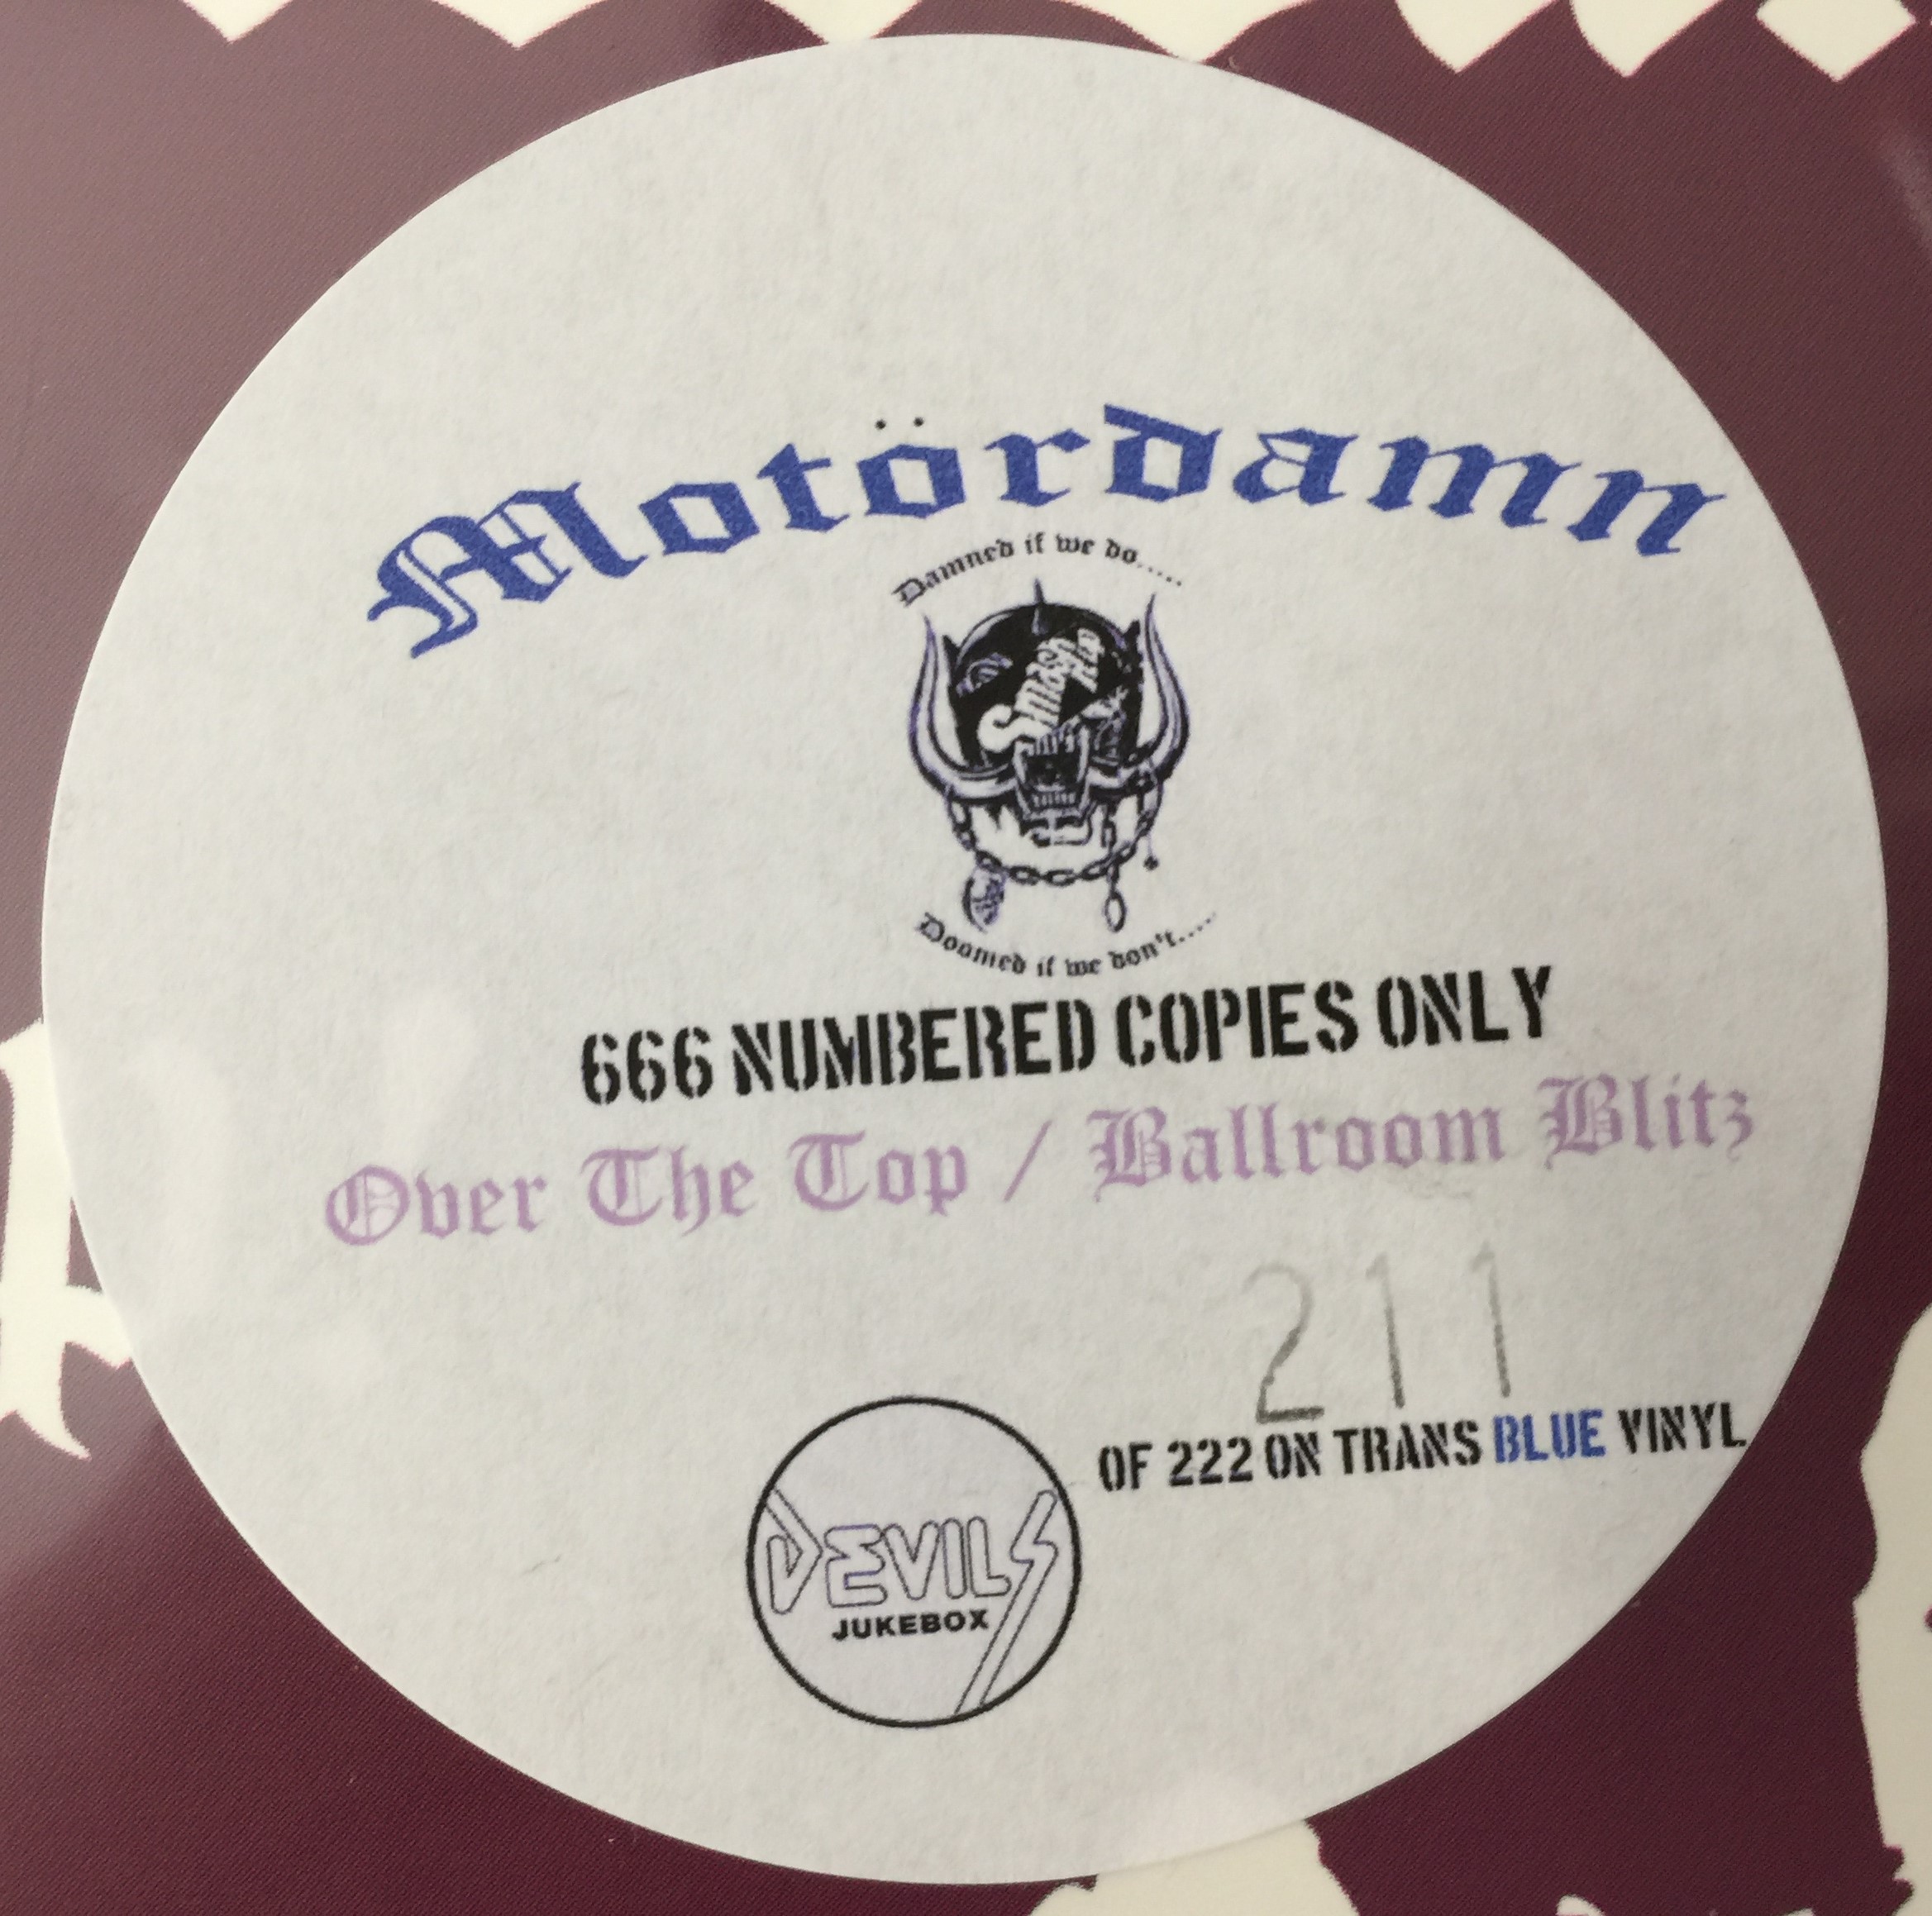 Motördamn
Damned if we do.....
Smash
Doomed if we don't.....
666 NUMBERED COPIES ONLY
Over The Top / Ballroom Blitz
211
OF 222 ON TRANS BLUE VINYL
DEVILS
JUKEBOX